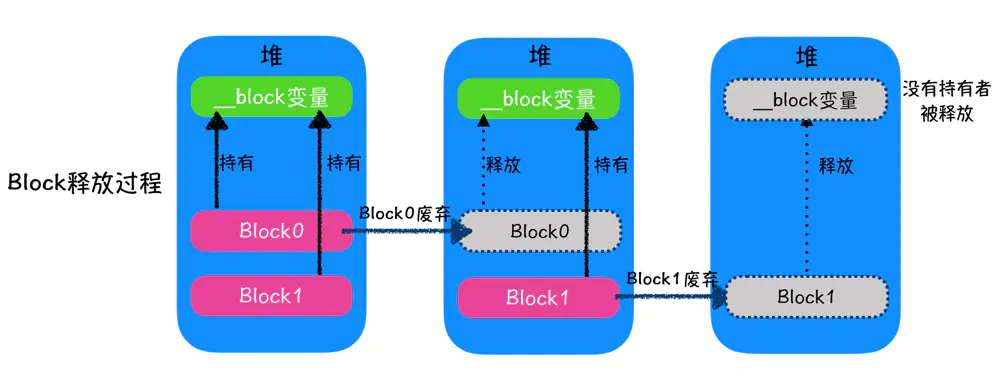 堆
堆
堆
__block变量
__block变量
__block变量
没有持有者
被释放
持有
持有
释放
持有
释放
Block释放过程
Block0
Block0废弃
Block0
Block1
Block1
Block1废弃
Block1